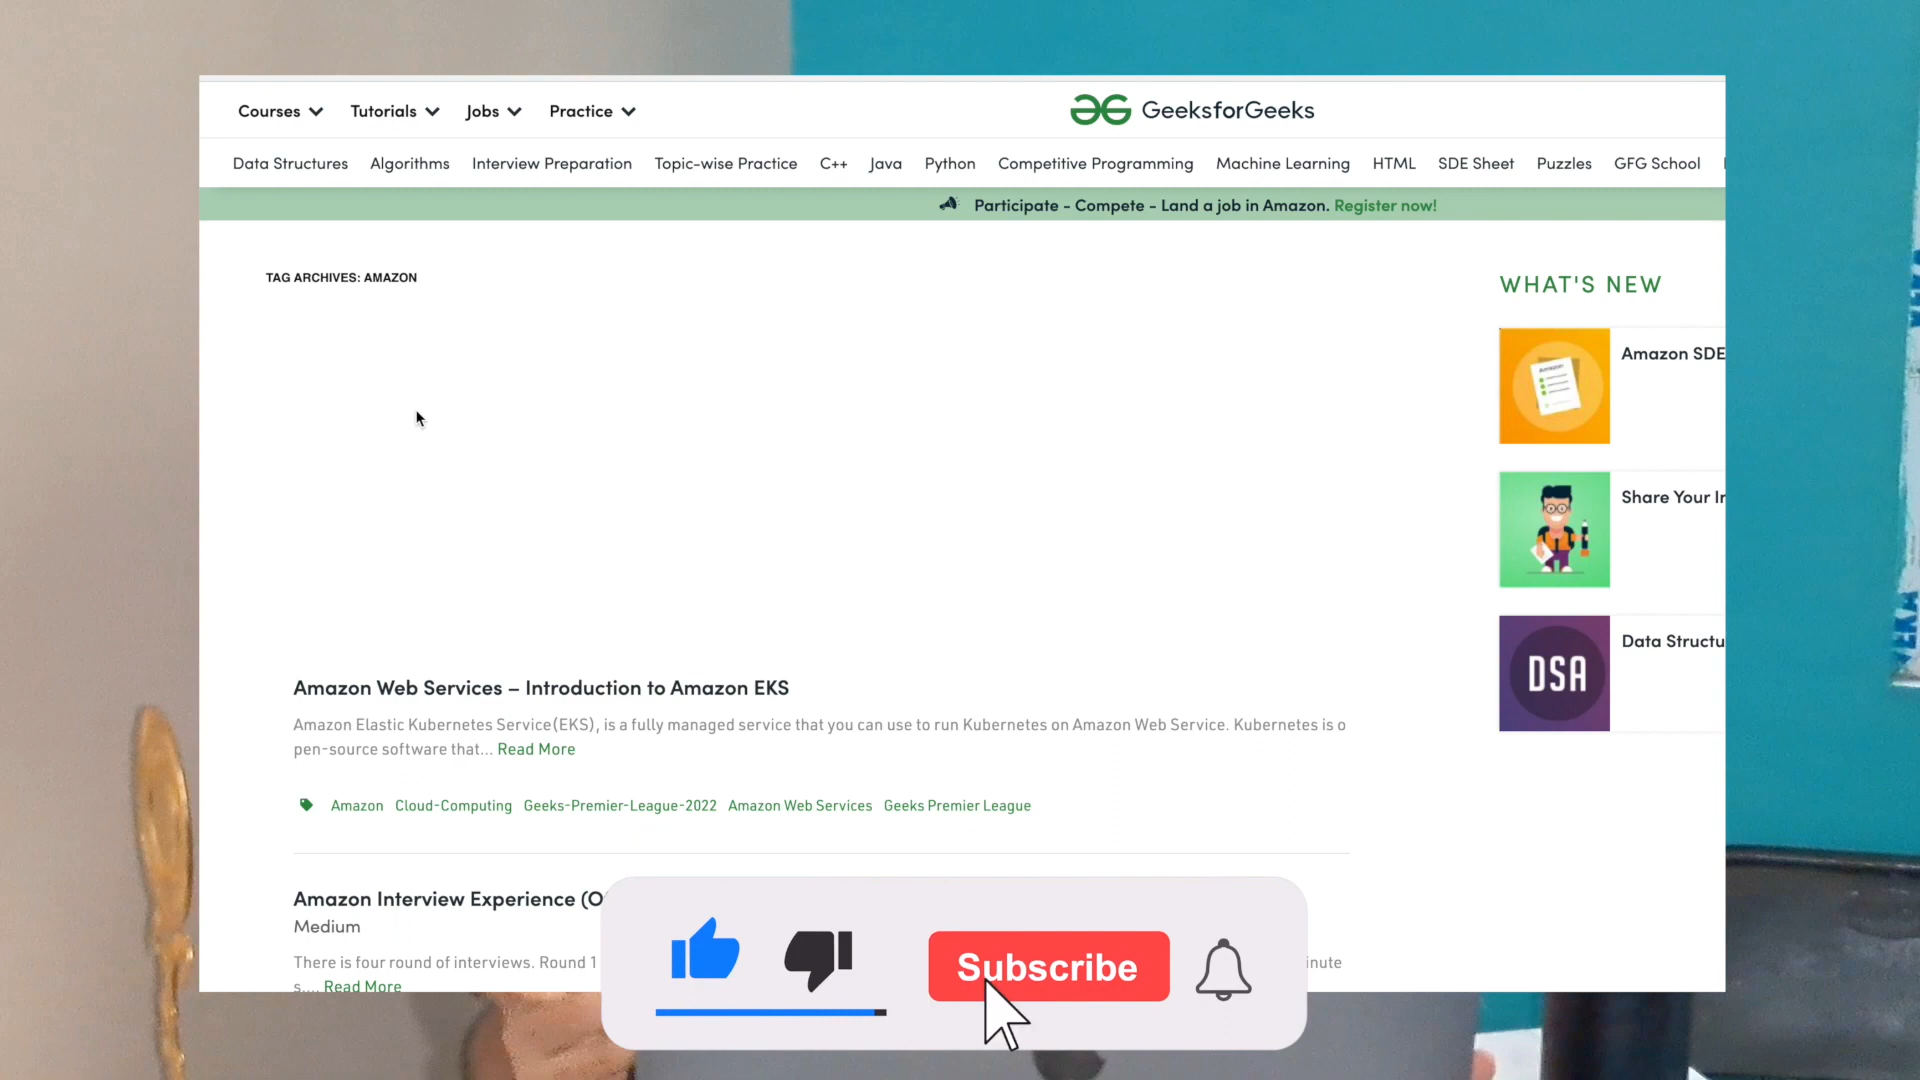 Courses Tutorials Jobs Practice GeeksforGeeks
Data Structures Algorithms Interview Preparation Topic-wise Practice C++ Java Python Competitive Programming Machine Learning HTML SDE Sheet Puzzles GFG School
Participate - Compete - Land a job in Amazon. Register now!
TAG ARCHIVES: AMAZON
WHAT'S NEW
Amazon SDE
Share Your
Data Structu
DSA
Amazon Web Services – Introduction to Amazon EKS
Amazon Elastic Kubernetes Service(EKS), is a fully managed service that you can use to run Kubernetes on Amazon Web Service. Kubernetes is o
pen-source software that... Read More
Amazon Cloud-Computing Geeks-Premier-League-2022 Amazon Web Services Geeks Premier League
Amazon Interview Experience (O
Medium
There is four round of interviews. Round 1 inute
s.... Read More
Subscribe